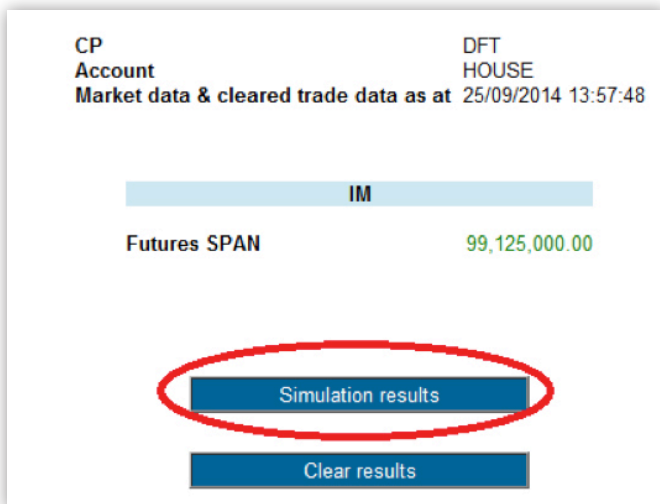 CP DFT
Account HOUSE
Market data & cleared trade data as at 25/09/2014 13:57:48
IM
Futures SPAN 99,125,000.00
Simulation results
Clear results